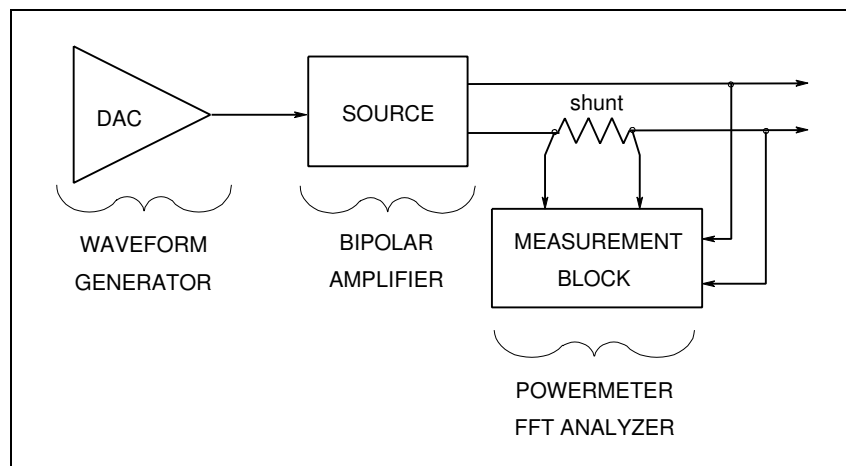 DAC
SOURCE
shunt
WAVEFORM
GENERATOR
BIPOLAR
AMPLIFIER
MEASUREMENT
BLOCK
POWERMETER
FFT ANALYZER